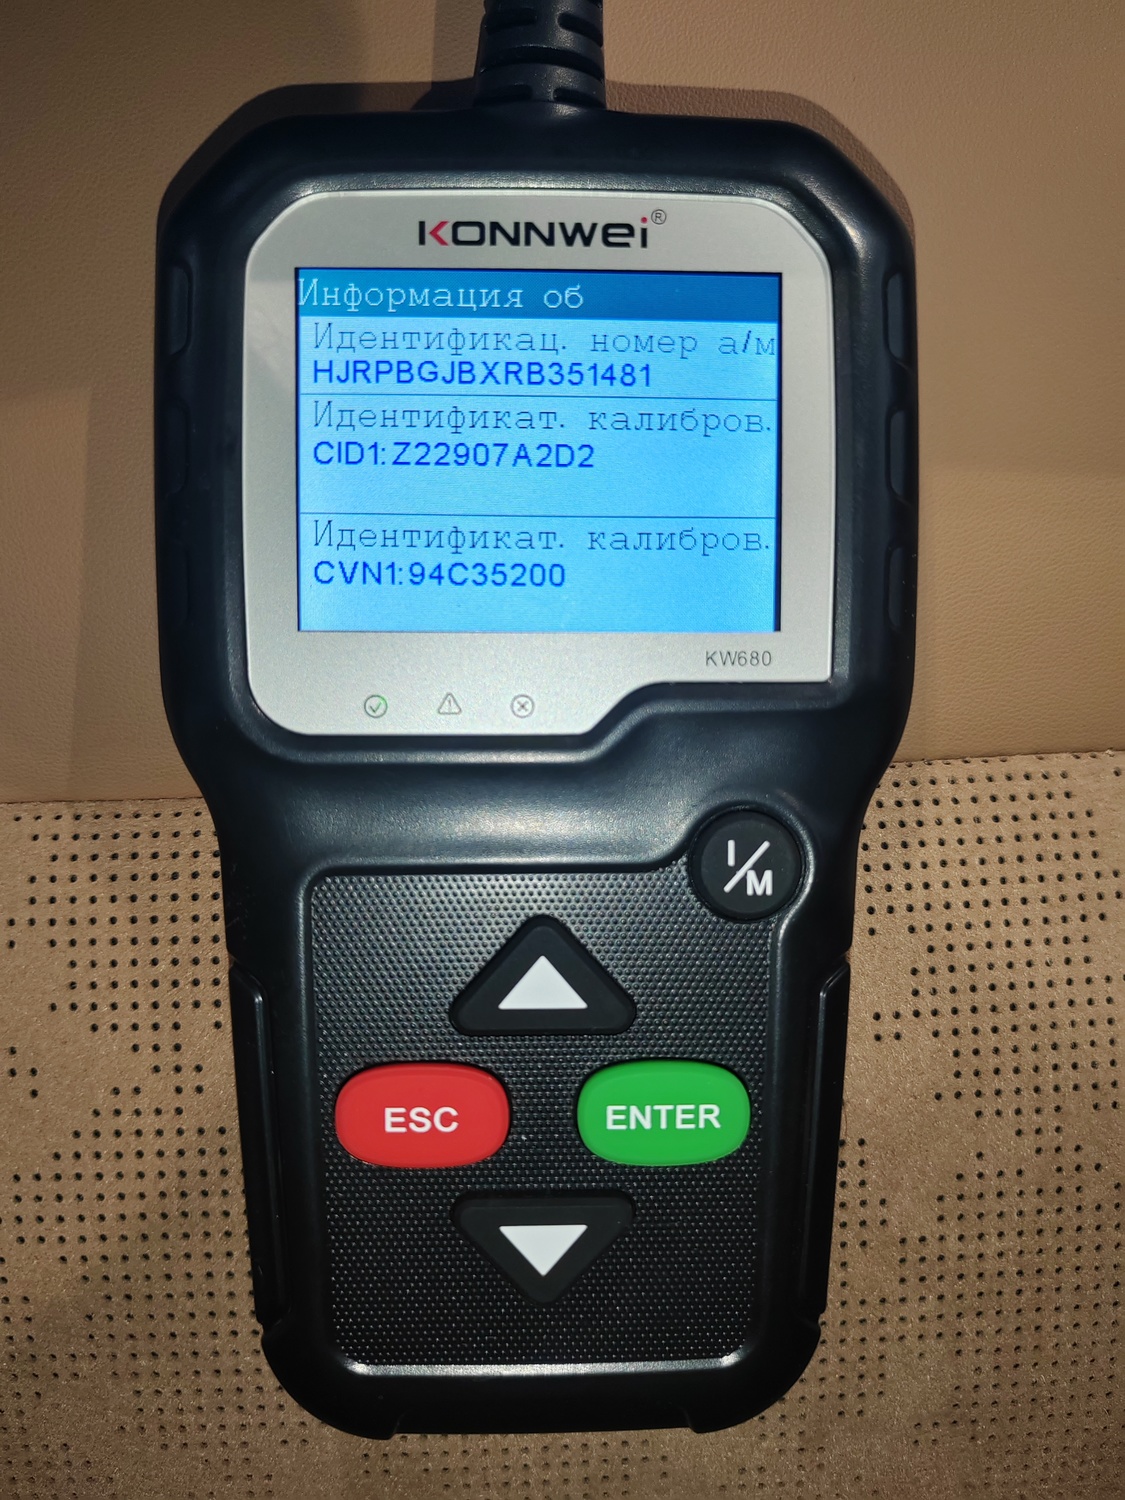 KONNWEI®
Информация об
Идентификац. номер а/м
HJRPBGJBXRB351481
Идентификат. калибров.
CID1:Z22907A2D2
Идентификат. калибров.
CVN1:94C35200
KW680
I/M
ESC
ENTER